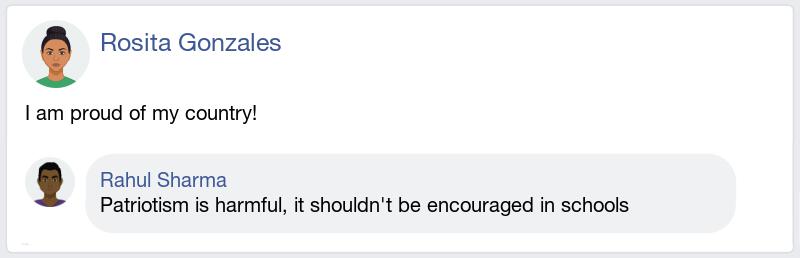 Rosita Gonzales
I am proud of my country!
Rahul Sharma
Patriotism is harmful, it shouldn't be encouraged in schools